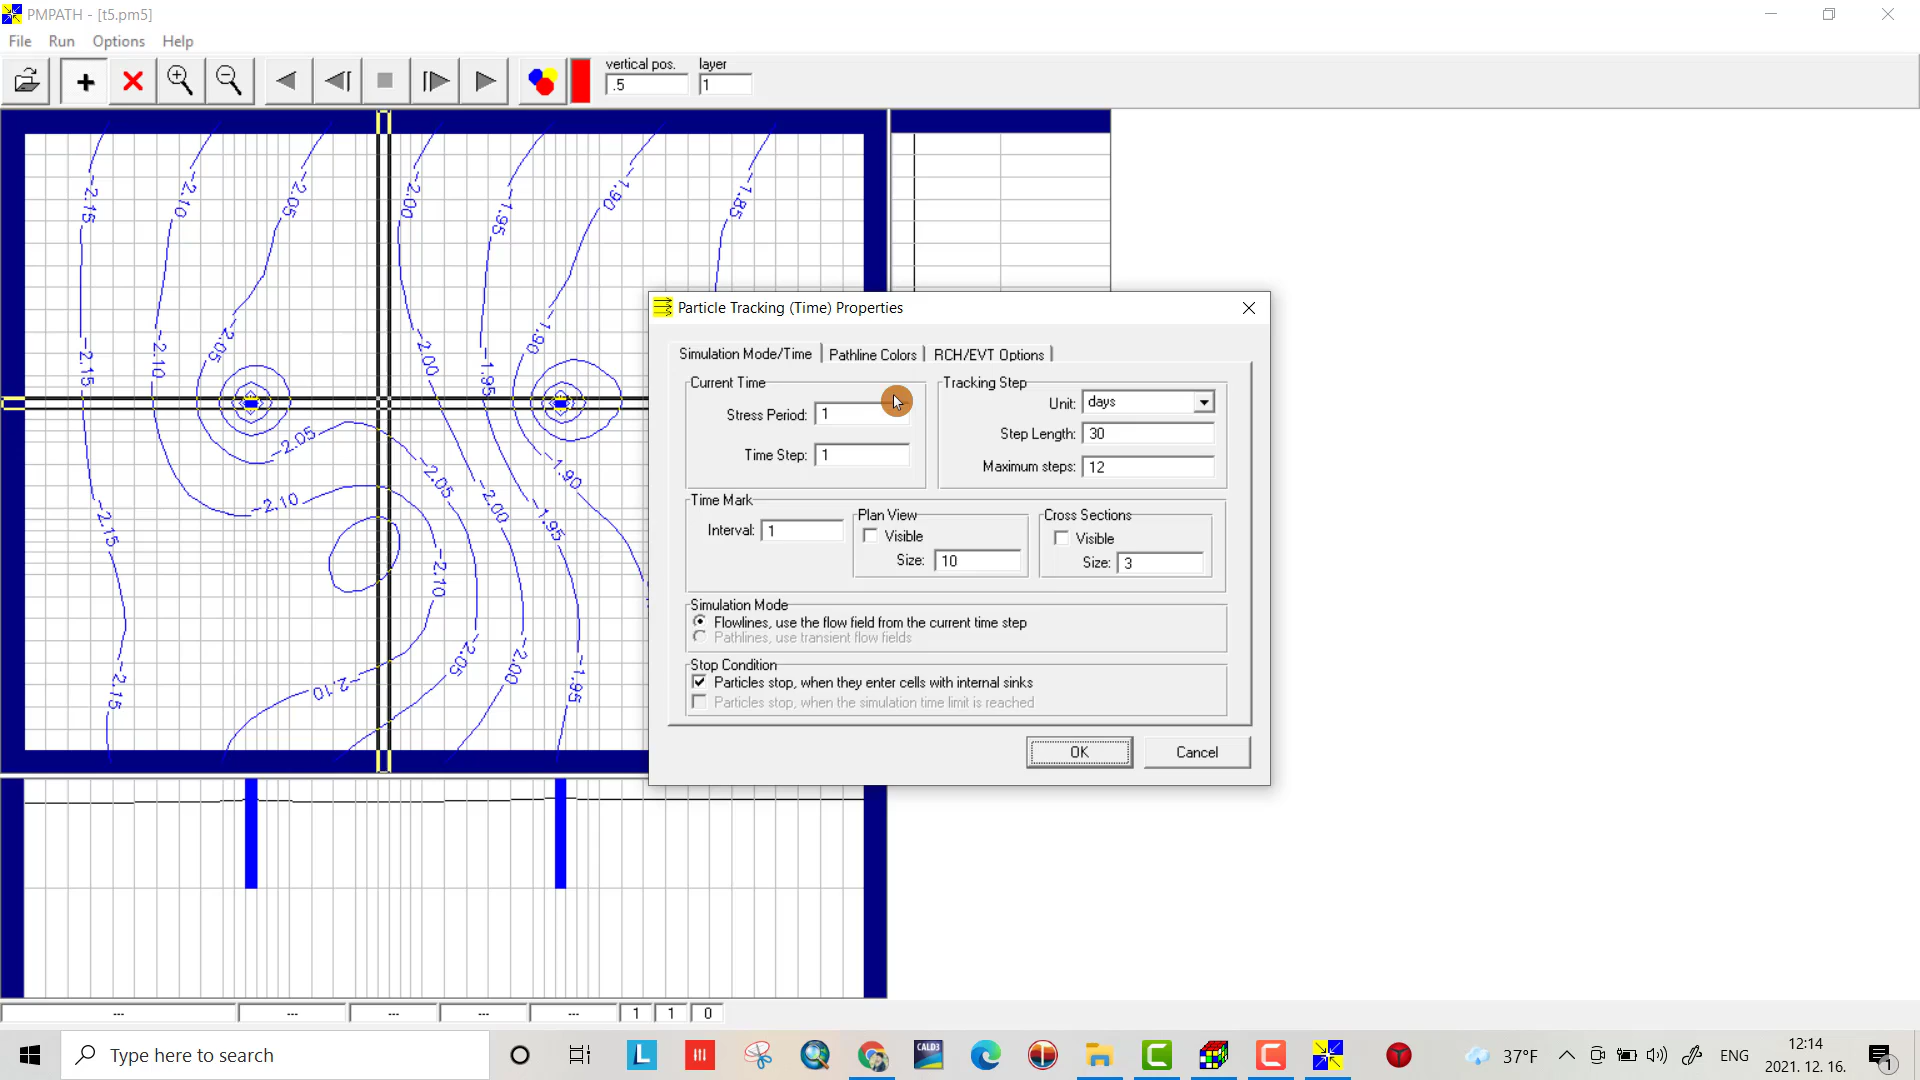 PMPATH - [t5.pm5]
File Run Options Help
vertical pos. layer
.5 1
-2.15 -2.10 -2.05 -2.00 -1.95 -1.90 -1.85
-2.15 -2.10 -2.05 -2.00 -1.95 -1.90
-2.05 -2.05 -2.00 -1.95 -1.90
-2.15 -2.10 -2.10
-2.15 -2.10 -2.05 -2.00 -1.95
Particle Tracking (Time) Properties
Simulation Mode/Time Pathline Colors RCH/EVT Options
Current Time Tracking Step
Stress Period: 1 Unit: days
Step Length: 30
Time Step: 1 Maximum steps: 12
Time Mark
Interval: 1 Plan View Cross Sections
Visible Visible
Size: 10 Size: 3
Simulation Mode
Flowlines, use the flow field from the current time step
Pathlines, use transient flow fields
Stop Condition
Particles stop, when they enter cells with internal sinks
Particles stop, when the simulation time limit is reached
OK Cancel
--- --- --- --- --- 1 1 0
Type here to search
L
CALD3
C
C
37°F
ENG
12:14
2021. 12. 16.
1